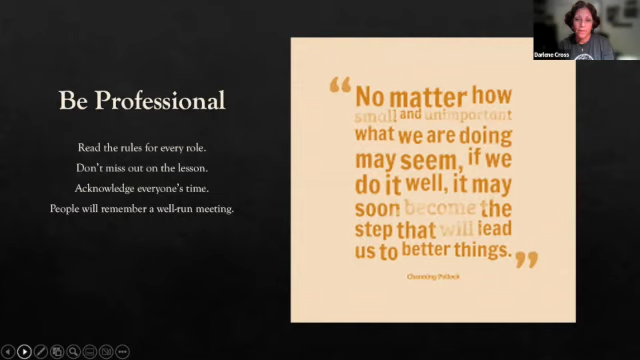 Be Professional
Read the rules for every role.
Don't miss out on the lesson.
Acknowledge everyone's time.
People will remember a well-run meeting.
“No matter how
small and unimportant
what we are doing
may seem, if we
do it well, it may
soon become the
step that will lead
us to better things.”
Channing Pollock
Darlene Cross